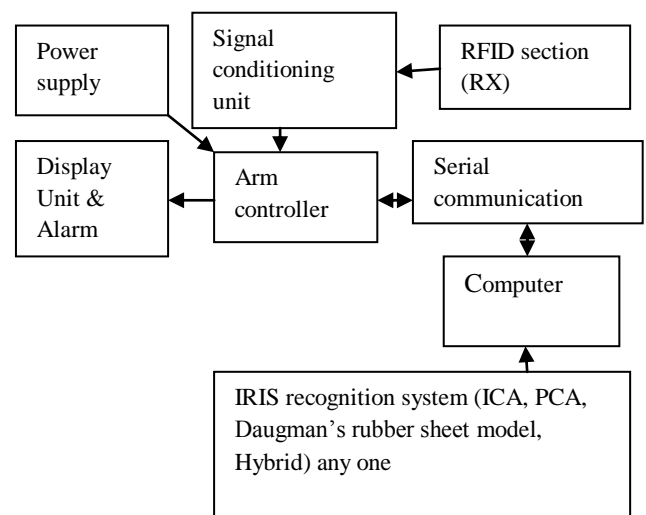 Power
supply
Signal
conditioning
unit
RFID section
(RX)
Display
Unit &
Alarm
Arm
controller
Serial
communication
Computer
IRIS recognition system (ICA, PCA,
Daugman’s rubber sheet model,
Hybrid) any one